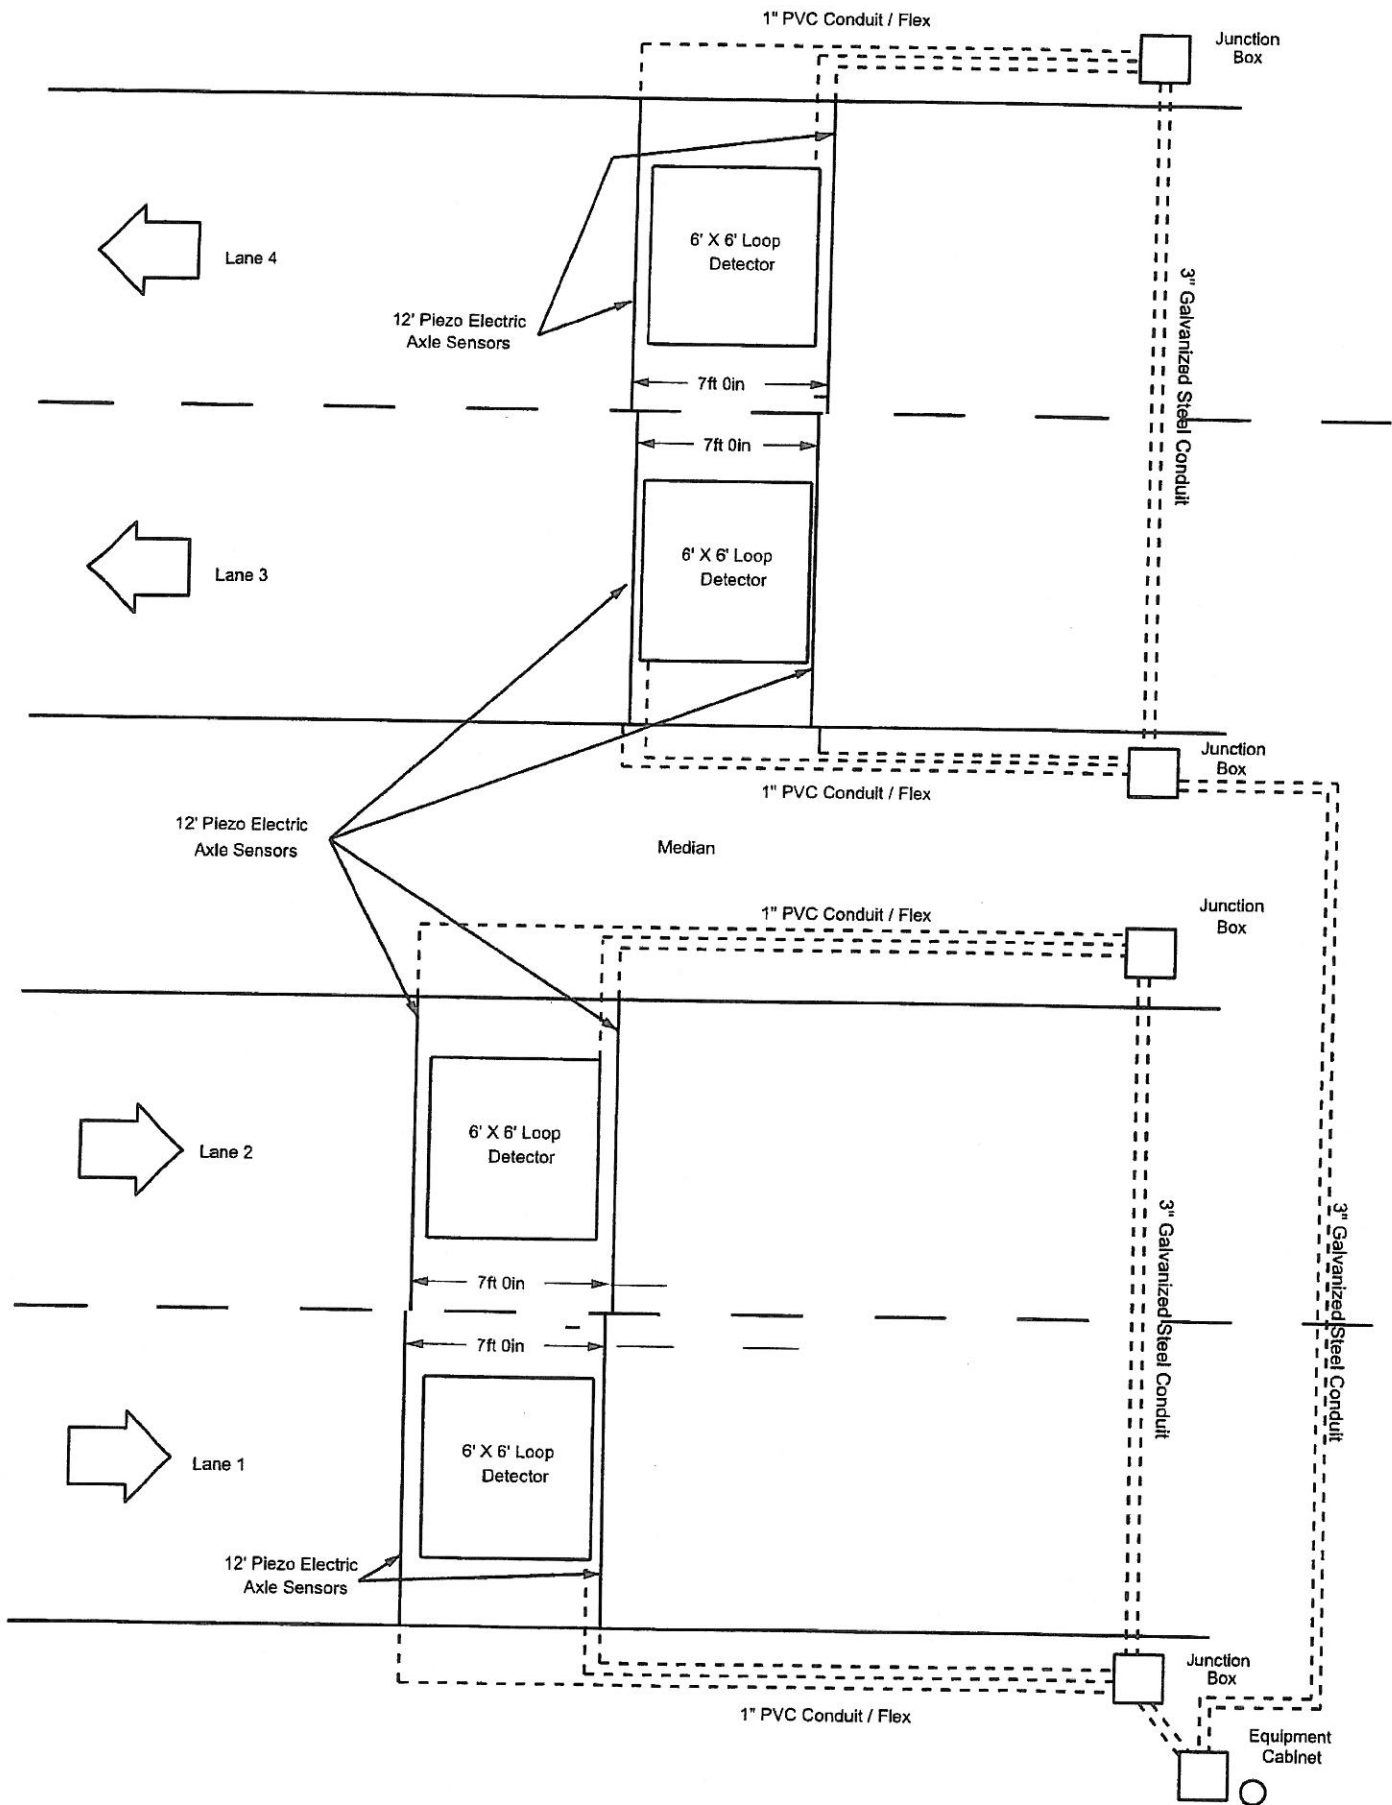 1" PVC Conduit / Flex
Junction
Box
Lane 4
6' X 6' Loop
Detector
3" Galvanized Steel Conduit
12' Piezo Electric
Axle Sensors
7ft 0in
7ft 0in
6' X 6' Loop
Detector
Lane 3
Junction
Box
1" PVC Conduit / Flex
12' Piezo Electric
Axle Sensors
Median
1" PVC Conduit / Flex
Junction
Box
Lane 2
6' X 6' Loop
Detector
3" Galvanized Steel Conduit
3" Galvanized Steel Conduit
7ft 0in
7ft 0in
Lane 1
6' X 6' Loop
Detector
12' Piezo Electric
Axle Sensors
Junction
Box
1" PVC Conduit / Flex
Equipment
Cabinet